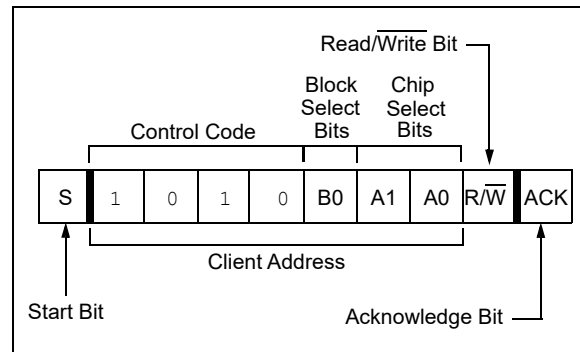 Read/Write Bit
Block Select Bits
Chip Select Bits
Control Code
S 1 0 1 0 B0 A1 A0 R/W ACK
Client Address
Start Bit
Acknowledge Bit